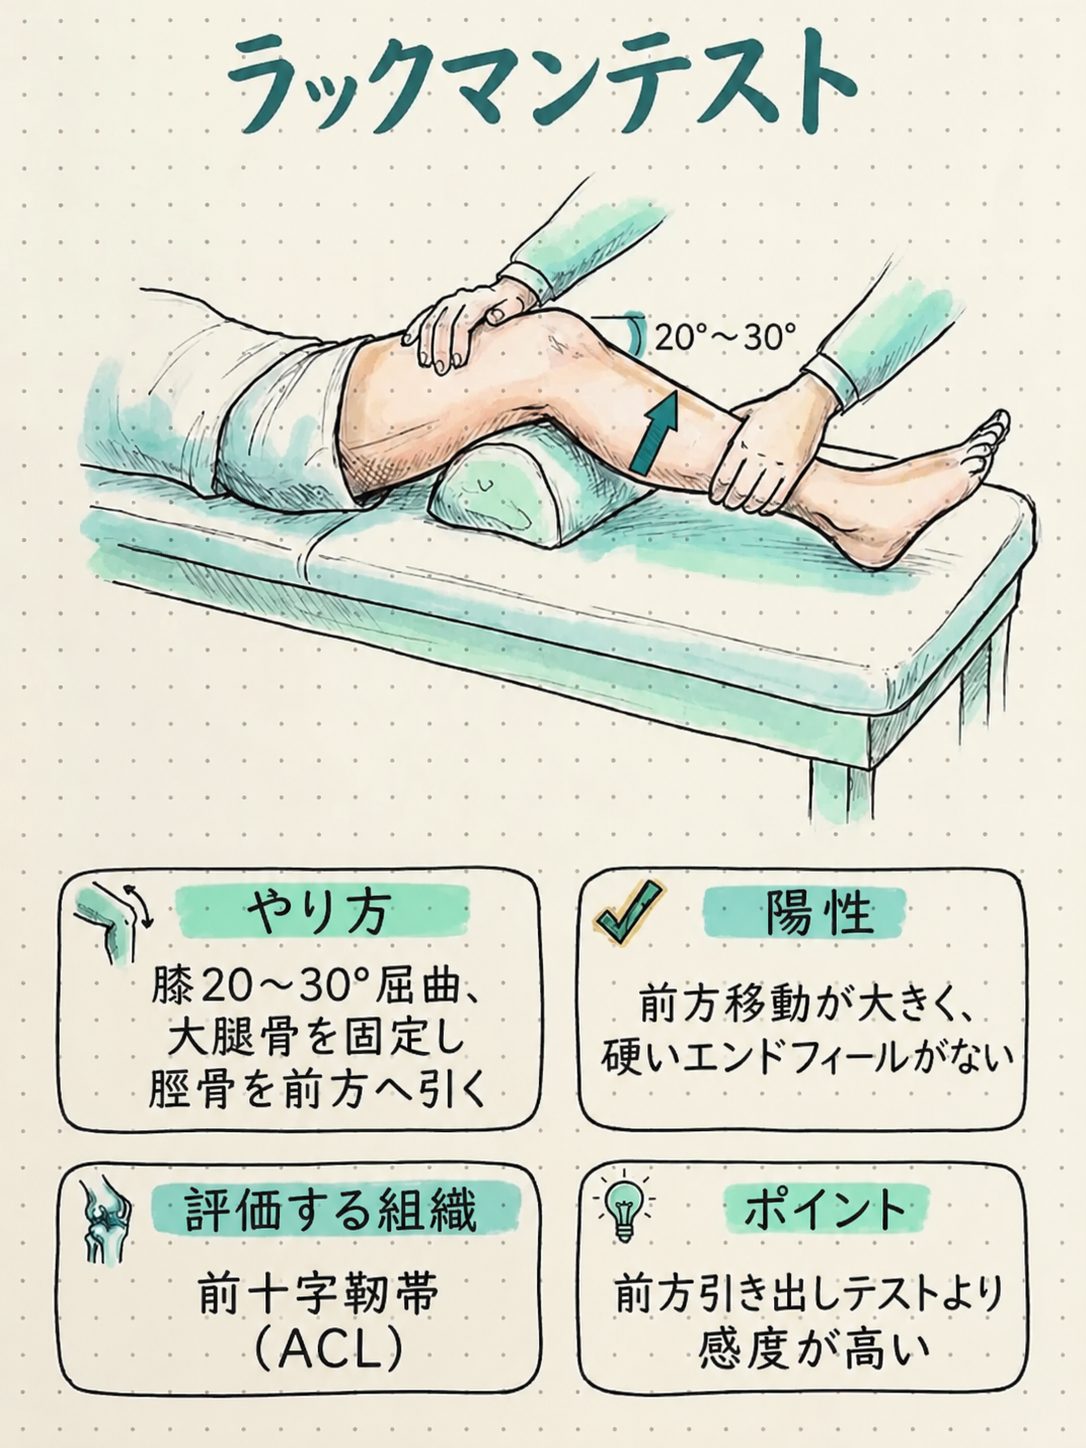 ラックマンテスト
20°～30°
やり方
膝20～30°屈曲、
大腿骨を固定し
脛骨を前方へ引く
陽性
前方移動が大きく、
硬いエンドフィールがない
評価する組織
前十字靭帯
(ACL)
ポイント
前方引き出しテストより
感度が高い